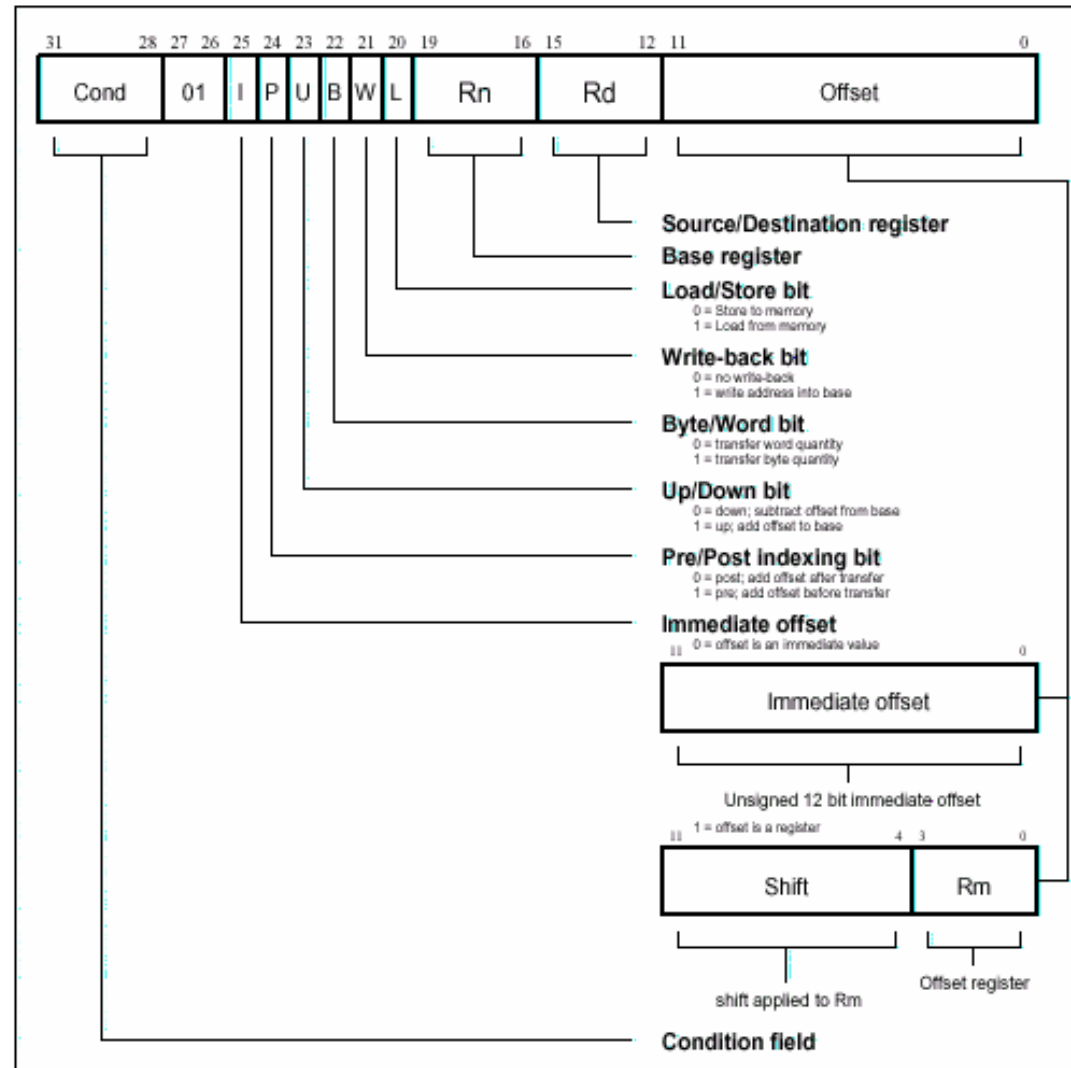 31 28 27 26 25 24 23 22 21 20 19 16 15 12 11 0
Cond 01 I P U B W L Rn Rd Offset
Source/Destination register
Base register
Load/Store bit
0 = Store to memory
1 = Load from memory
Write-back bit
0 = no write-back
1 = write address into base
Byte/Word bit
0 = transfer word quantity
1 = transfer byte quantity
Up/Down bit
0 = down; subtract offset from base
1 = up; add offset to base
Pre/Post indexing bit
0 = post; add offset after transfer
1 = pre; add offset before transfer
Immediate offset
0 = offset is an immediate value
11 0
Immediate offset
Unsigned 12 bit immediate offset
1 = offset is a register
11 4 3 0
Shift Rm
Offset register
shift applied to Rm
Condition field